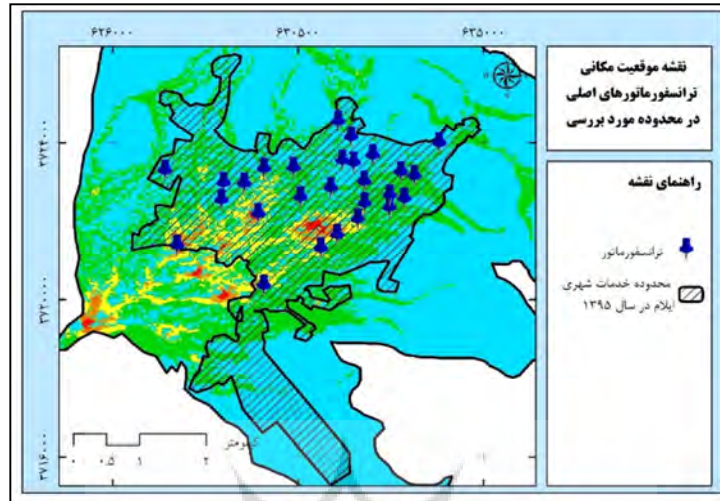 ۶۲۶۰۰۰ ۶۳۰۵۰۰ ۶۳۵۰۰۰
نقشه موقعیت مکانی
ترانسفورماتورهای اصلی
در محدوده مورد بررسی
راهنمای نقشه
ترانسفورماتور
محدوده خدمات شهری
ایلام در سال ۱۳۹۵
۳۷۲۴۰۰۰
۳۷۲۰۰۰۰
۳۷۱۶۰۰۰
کیلومتر
۰ ۰.۵ ۱ ۲